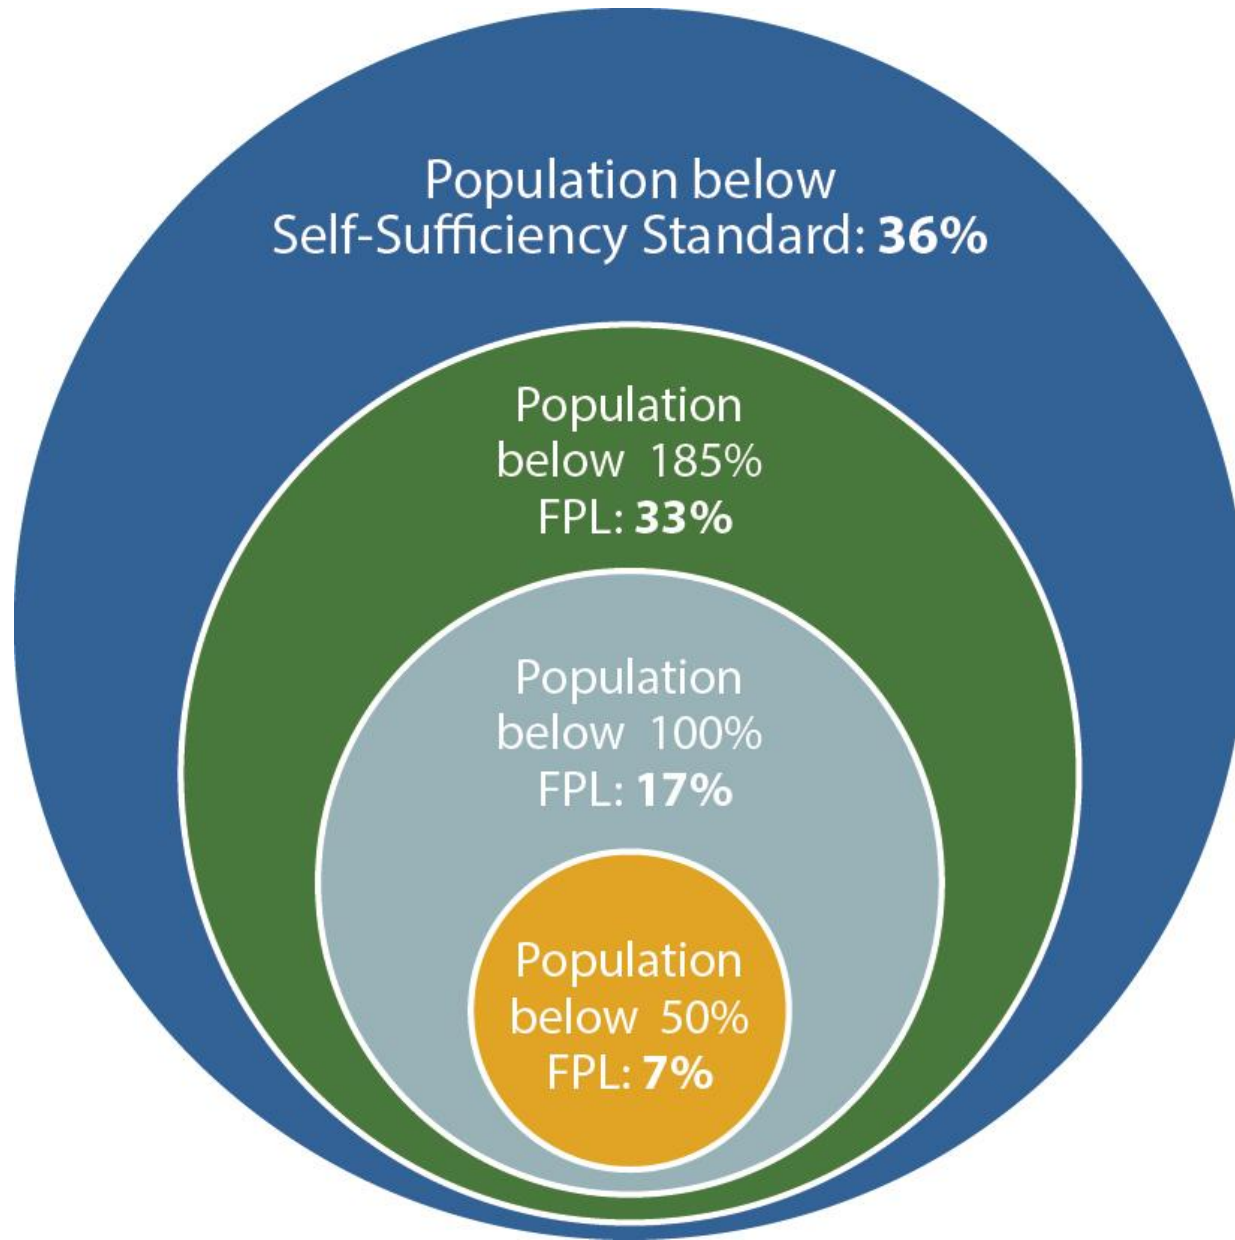 Population below
Self-Sufficiency Standard: 36%
Population
below 185%
FPL: 33%
Population
below 100%
FPL: 17%
Population
below 50%
FPL: 7%